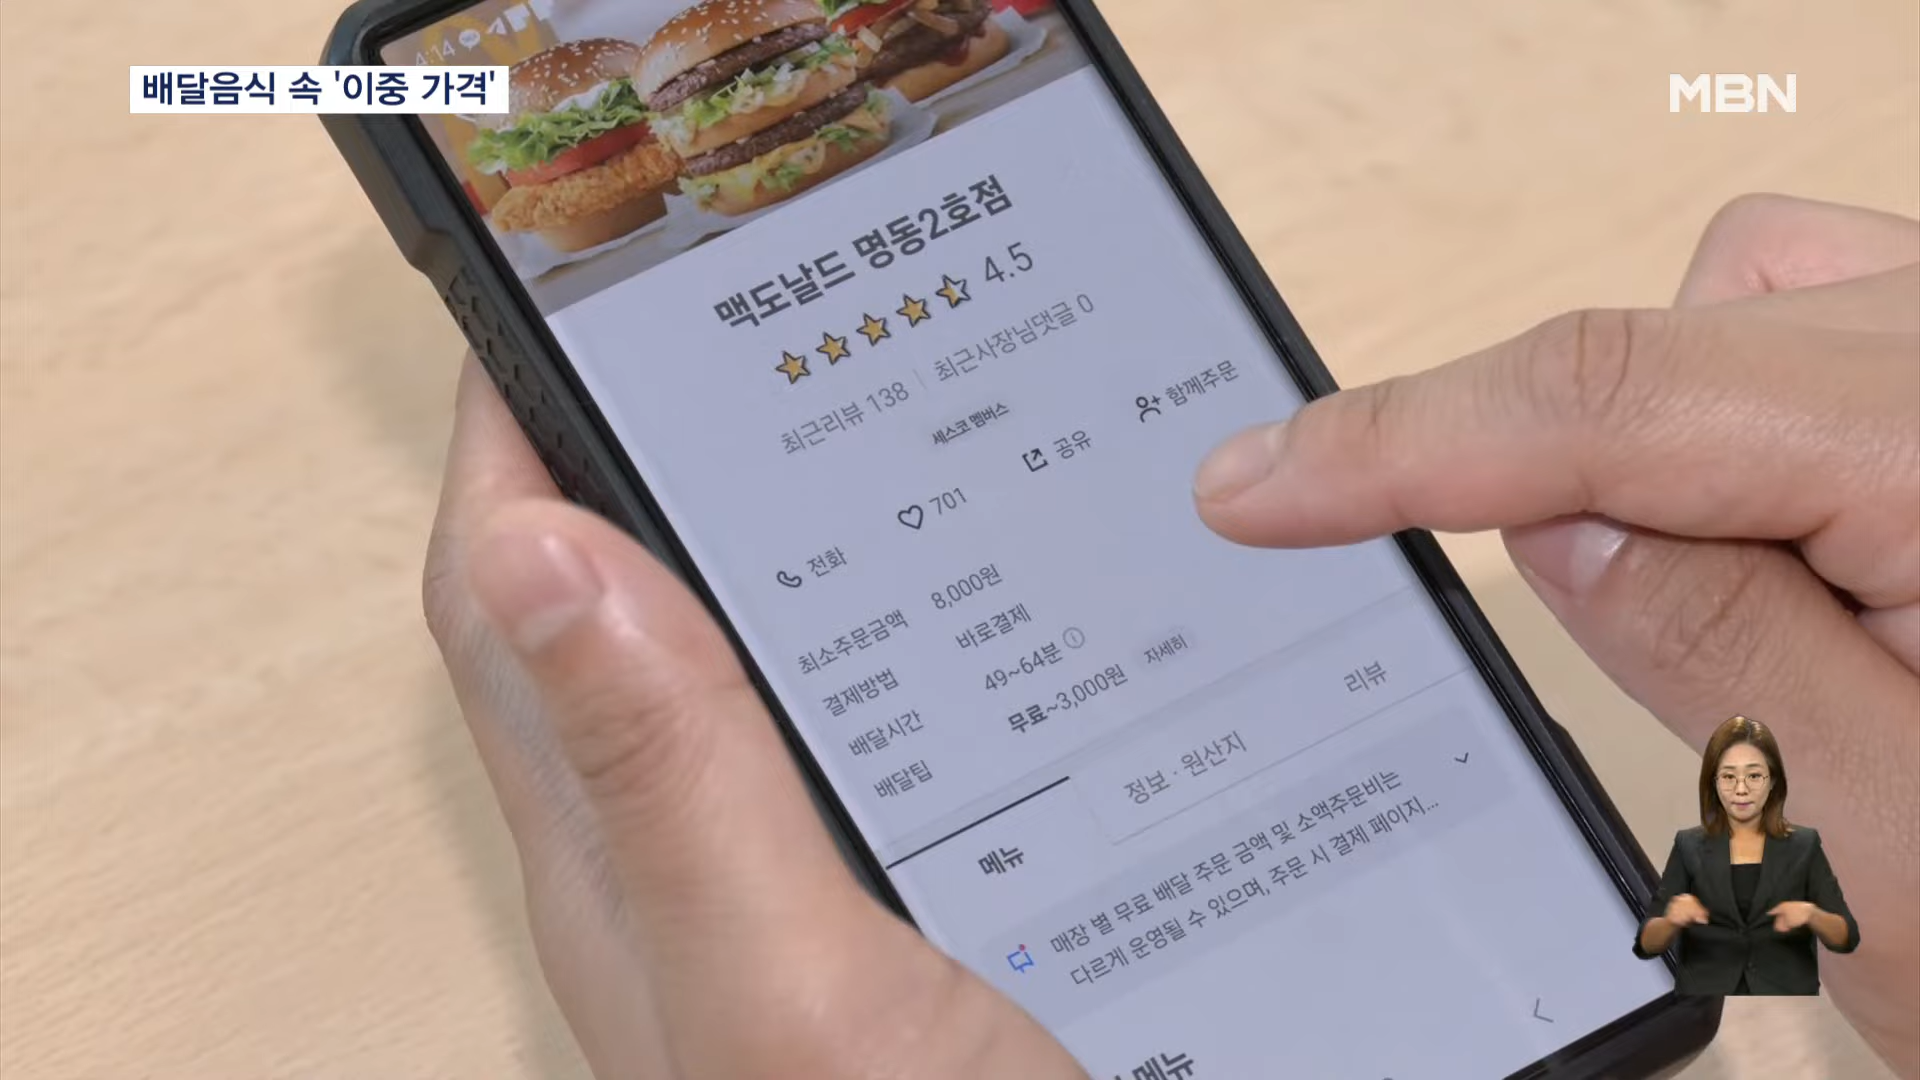 4:14
배달음식 속 '이중 가격'
MBN
맥도날드 명동2호점
4.5
최근리뷰 138 | 최근사장님댓글 0
세스코 멤버스
전화
701
공유
함께주문
최소주문금액 8,000원
결제방법 바로결제
배달시간 49~64분
배달팁 무료~3,000원 자세히
메뉴
정보·원산지
리뷰
매장 별 무료 배달 주문 금액 및 소액주문비는
다르게 운영될 수 있으며, 주문 시 결제 페이지...
메뉴